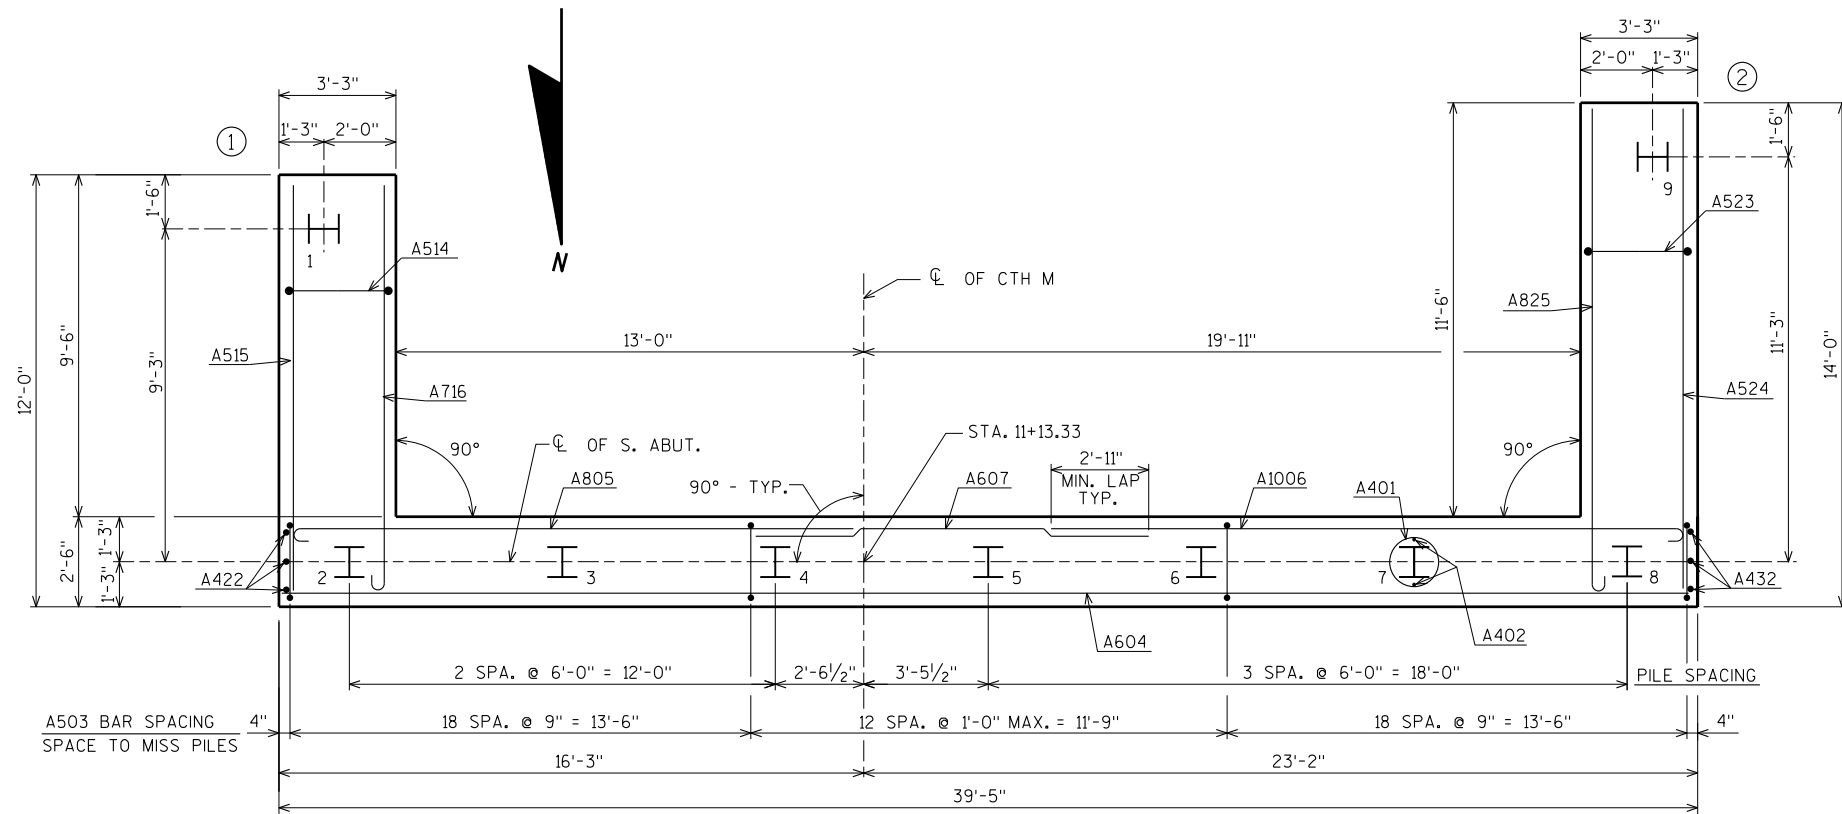 3'-3"
2'-0"
1'-3"
2
3'-3"
1'-3"
2'-0"
1
1'-6"
1'-6"
9
A523
1
A514
N
℄ OF CTH M
A825
11'-6"
11'-3"
14'-0"
13'-0"
19'-11"
9'-6"
9'-3"
12'-0"
A515
A716
A524
90°
℄ OF S. ABUT.
STA. 11+13.33
90°
2'-11"
MIN. LAP
TYP.
A805
90° - TYP.
A607
A1006
A401
2'-6"
1'-3"
1'-3"
A422
2
3
4
5
6
7
8
A432
A604
A402
2 SPA. @ 6'-0" = 12'-0"
2'-6½"
3'-5½"
3 SPA. @ 6'-0" = 18'-0"
PILE SPACING
A503 BAR SPACING
SPACE TO MISS PILES
4"
18 SPA. @ 9" = 13'-6"
12 SPA. @ 1'-0" MAX. = 11'-9"
18 SPA. @ 9" = 13'-6"
4"
16'-3"
23'-2"
39'-5"